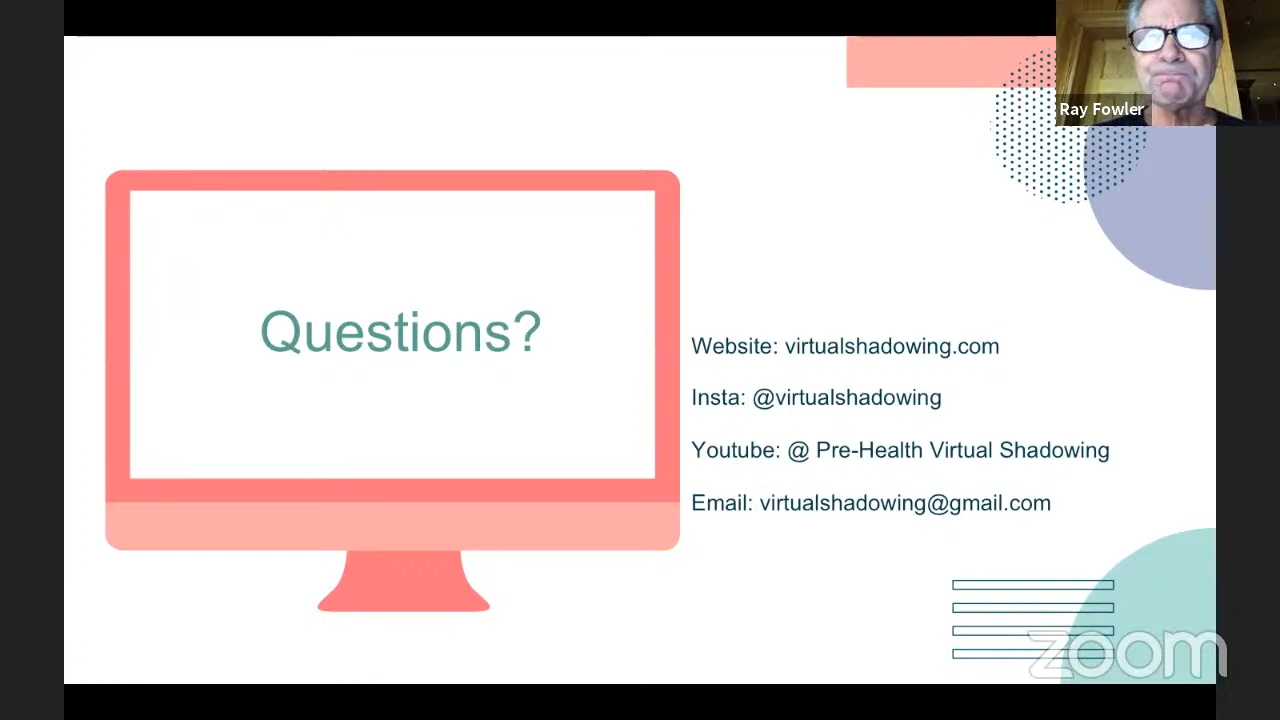 Ray Fowler
Questions?
Website: virtualshadowing.com
Insta: @virtualshadowing
Youtube: @ Pre-Health Virtual Shadowing
Email: virtualshadowing@gmail.com
zoom